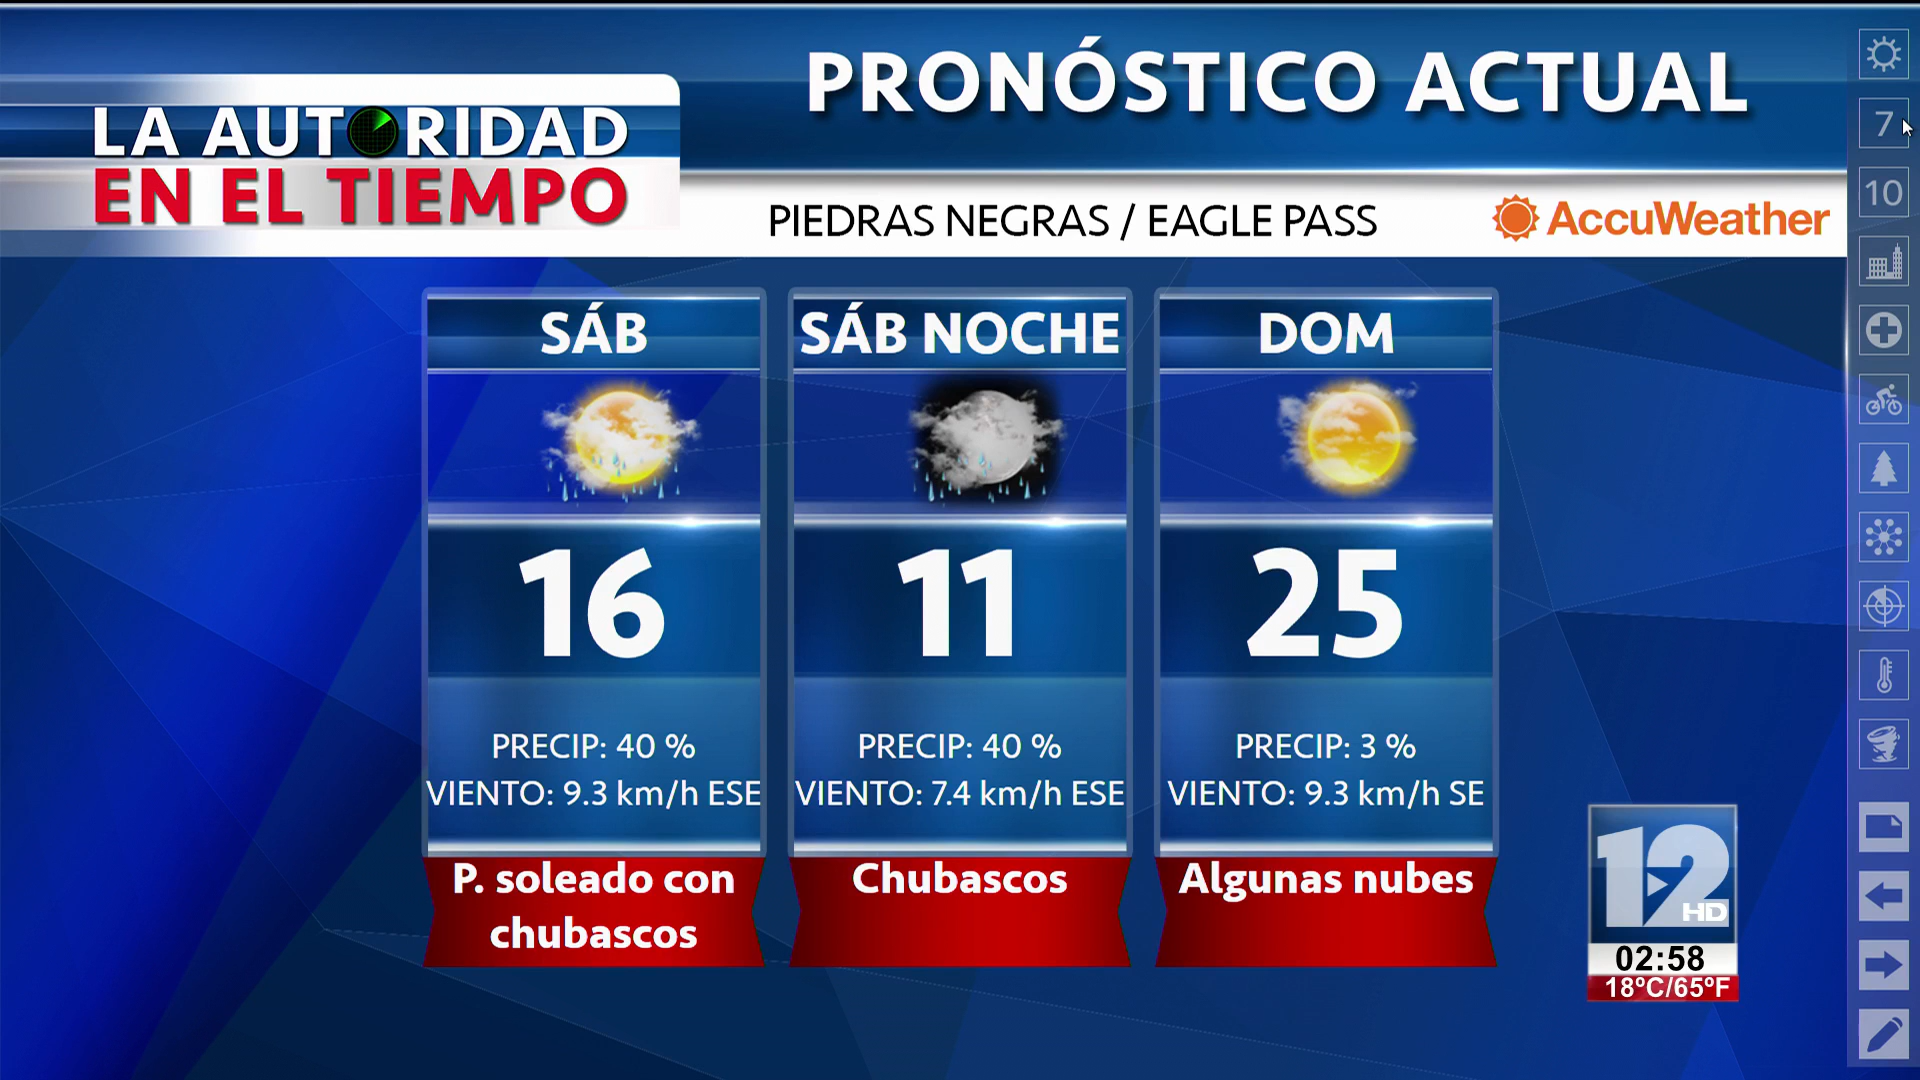 PRONÓSTICO ACTUAL
LA AUTORIDAD
EN EL TIEMPO
PIEDRAS NEGRAS / EAGLE PASS
AccuWeather
SÁB
16
PRECIP: 40 %
VIENTO: 9.3 km/h ESE
P. soleado con
chubascos
SÁB NOCHE
11
PRECIP: 40 %
VIENTO: 7.4 km/h ESE
Chubascos
DOM
25
PRECIP: 3 %
VIENTO: 9.3 km/h SE
Algunas nubes
7
10
12
HD
02:58
18ºC/65ºF